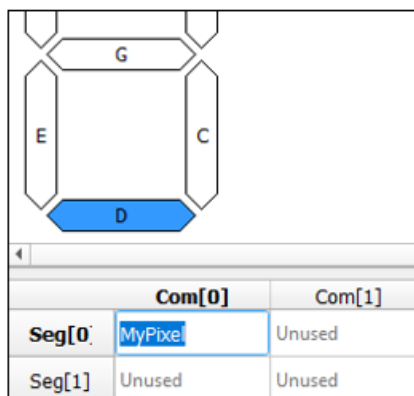 G
E C
D
Com[0] Com[1]
Seg[0] MyPixel Unused
Seg[1] Unused Unused